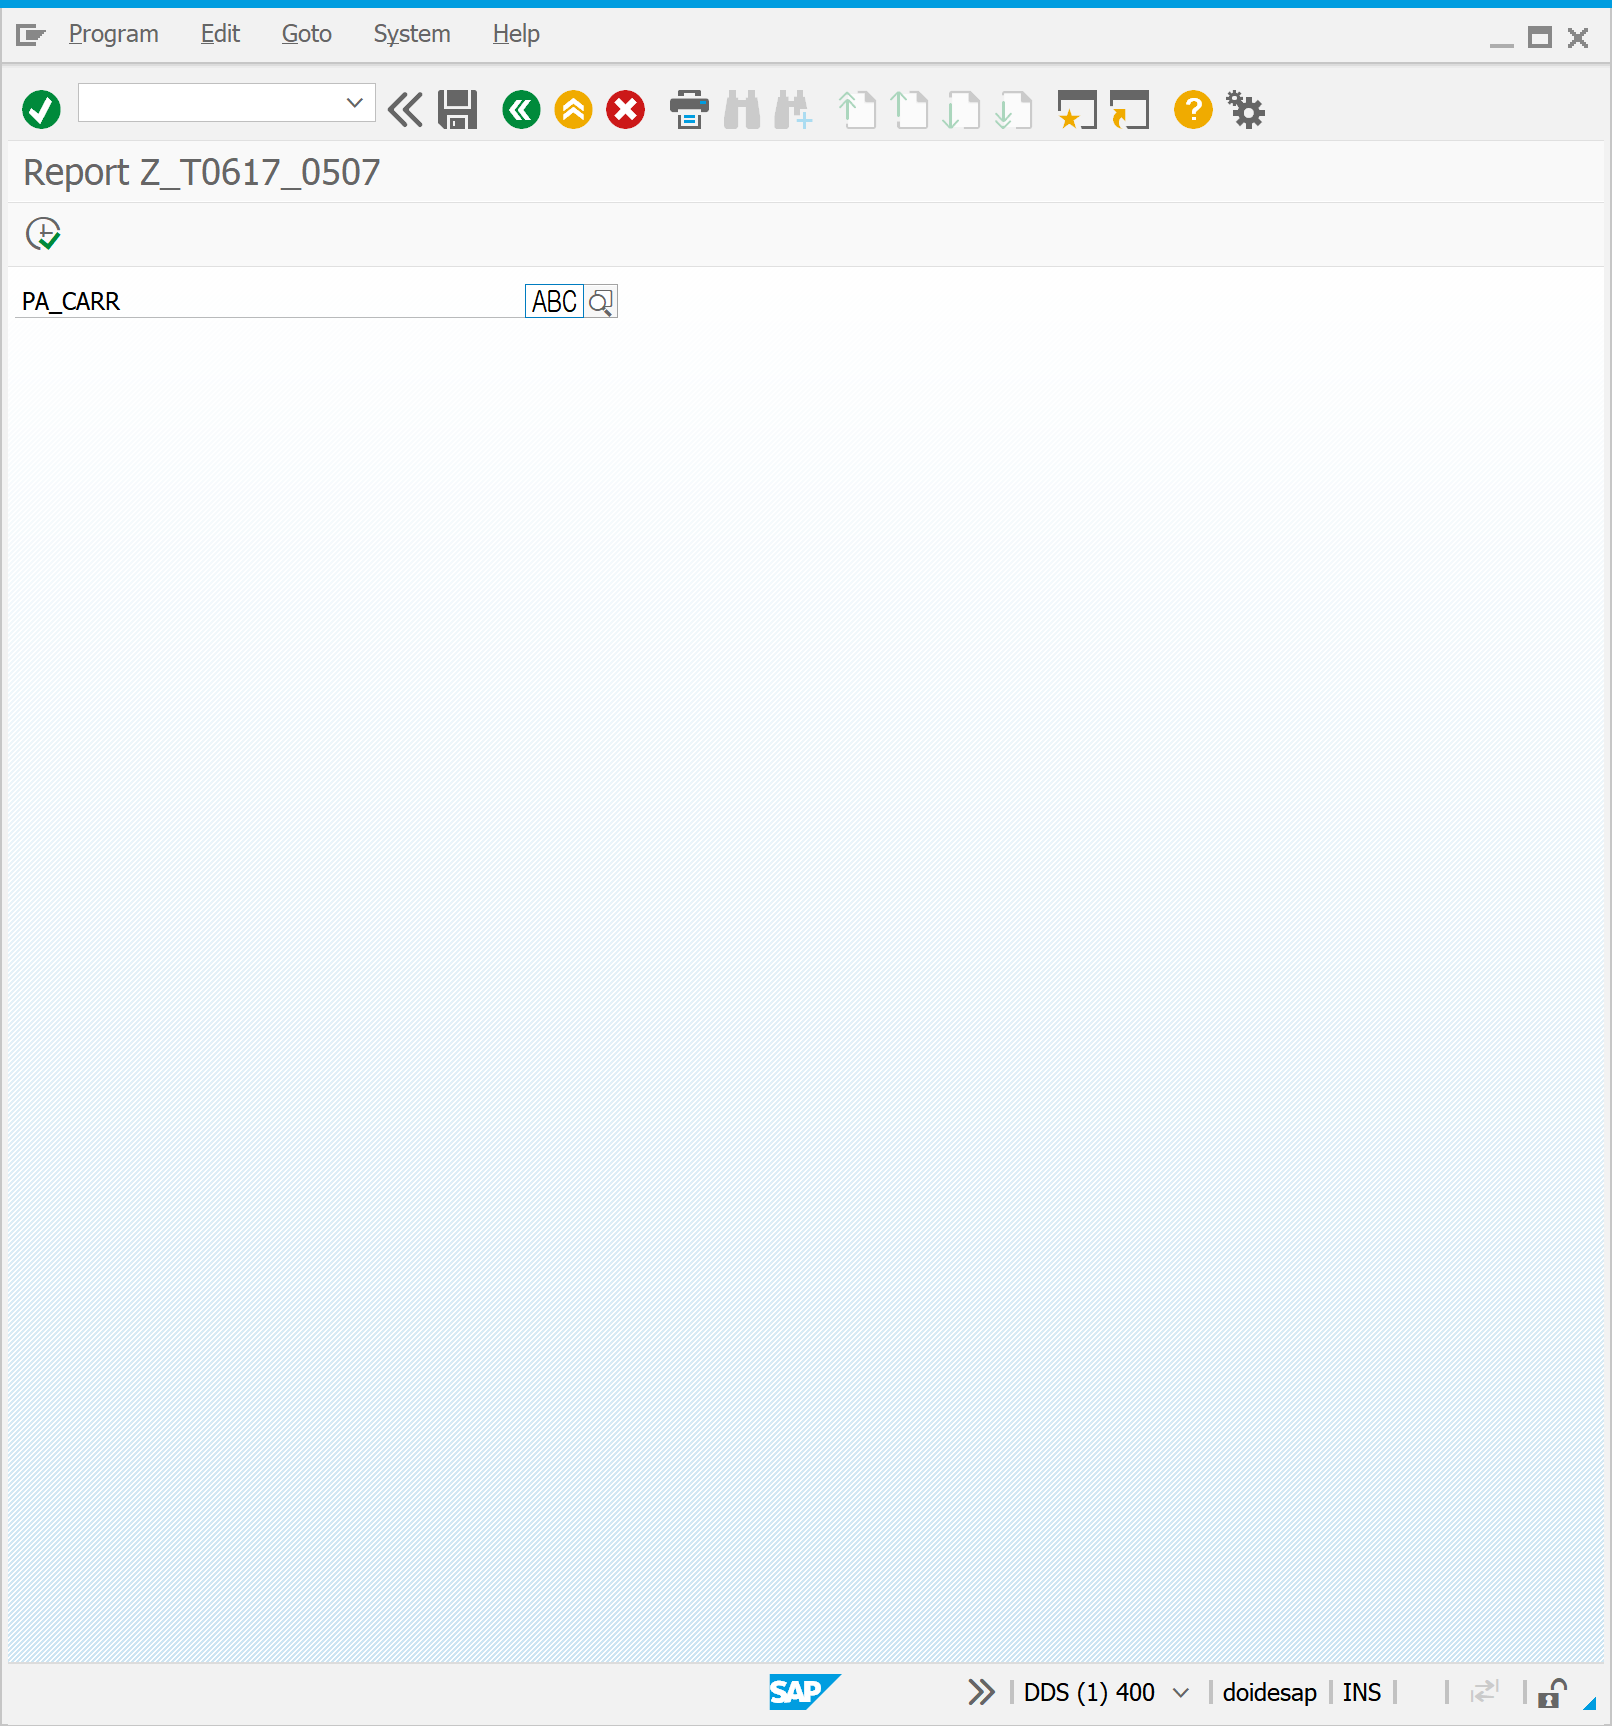 Program Edit Goto System Help
Report Z_T0617_0507
PA_CARR ABC
SAP DDS (1) 400 doidesap INS